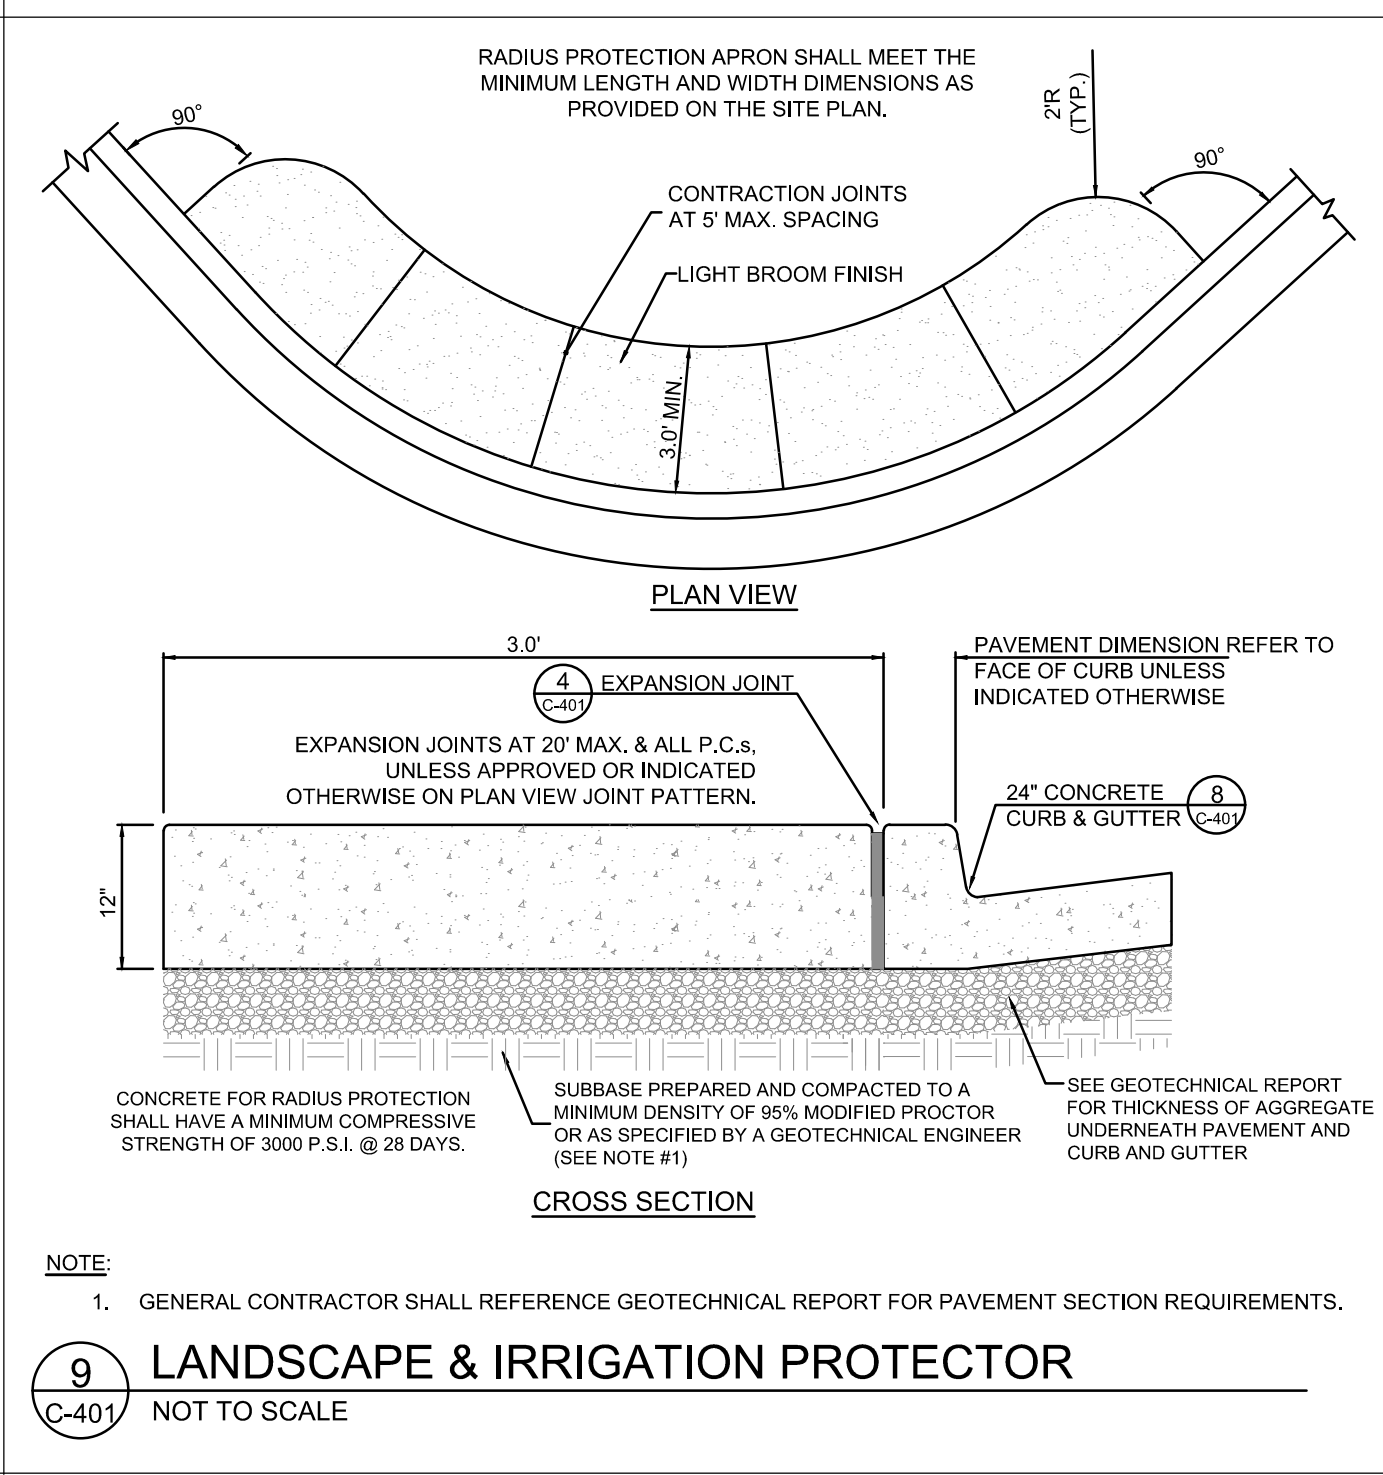 RADIUS PROTECTION APRON SHALL MEET THE
MINIMUM LENGTH AND WIDTH DIMENSIONS AS
PROVIDED ON THE SITE PLAN.
90°
2'R
(TYP.)
90°
CONTRACTION JOINTS
AT 5' MAX. SPACING
LIGHT BROOM FINISH
3.0' MIN.
PLAN VIEW
3.0'
PAVEMENT DIMENSION REFER TO
FACE OF CURB UNLESS
INDICATED OTHERWISE
4
C-401
EXPANSION JOINT
EXPANSION JOINTS AT 20' MAX. & ALL P.C.s,
UNLESS APPROVED OR INDICATED
OTHERWISE ON PLAN VIEW JOINT PATTERN.
24" CONCRETE
CURB & GUTTER
8
C-401
12"
CONCRETE FOR RADIUS PROTECTION
SHALL HAVE A MINIMUM COMPRESSIVE
STRENGTH OF 3000 P.S.I. @ 28 DAYS.
SUBBASE PREPARED AND COMPACTED TO A
MINIMUM DENSITY OF 95% MODIFIED PROCTOR
OR AS SPECIFIED BY A GEOTECHNICAL ENGINEER
(SEE NOTE #1)
SEE GEOTECHNICAL REPORT
FOR THICKNESS OF AGGREGATE
UNDERNEATH PAVEMENT AND
CURB AND GUTTER
CROSS SECTION
NOTE:
1. GENERAL CONTRACTOR SHALL REFERENCE GEOTECHNICAL REPORT FOR PAVEMENT SECTION REQUIREMENTS.
9
C-401
LANDSCAPE & IRRIGATION PROTECTOR
NOT TO SCALE